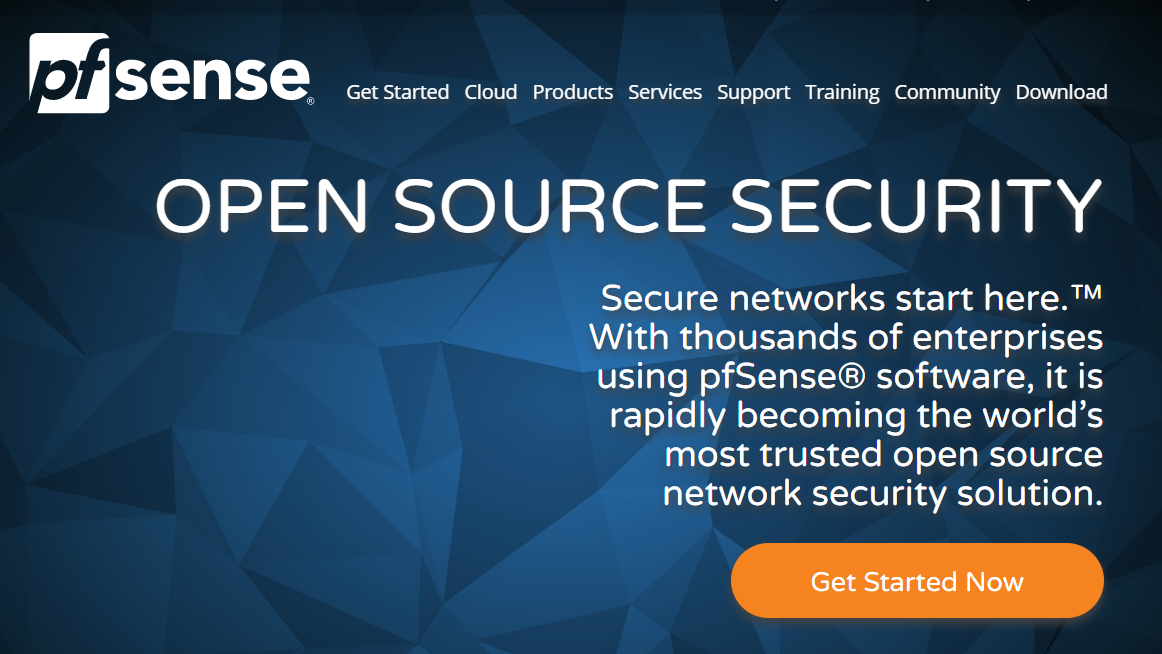 pfsense®
Get Started Cloud Products Services Support Training Community Download
OPEN SOURCE SECURITY
Secure networks start here.™
With thousands of enterprises
using pfSense® software, it is
rapidly becoming the world’s
most trusted open source
network security solution.
Get Started Now